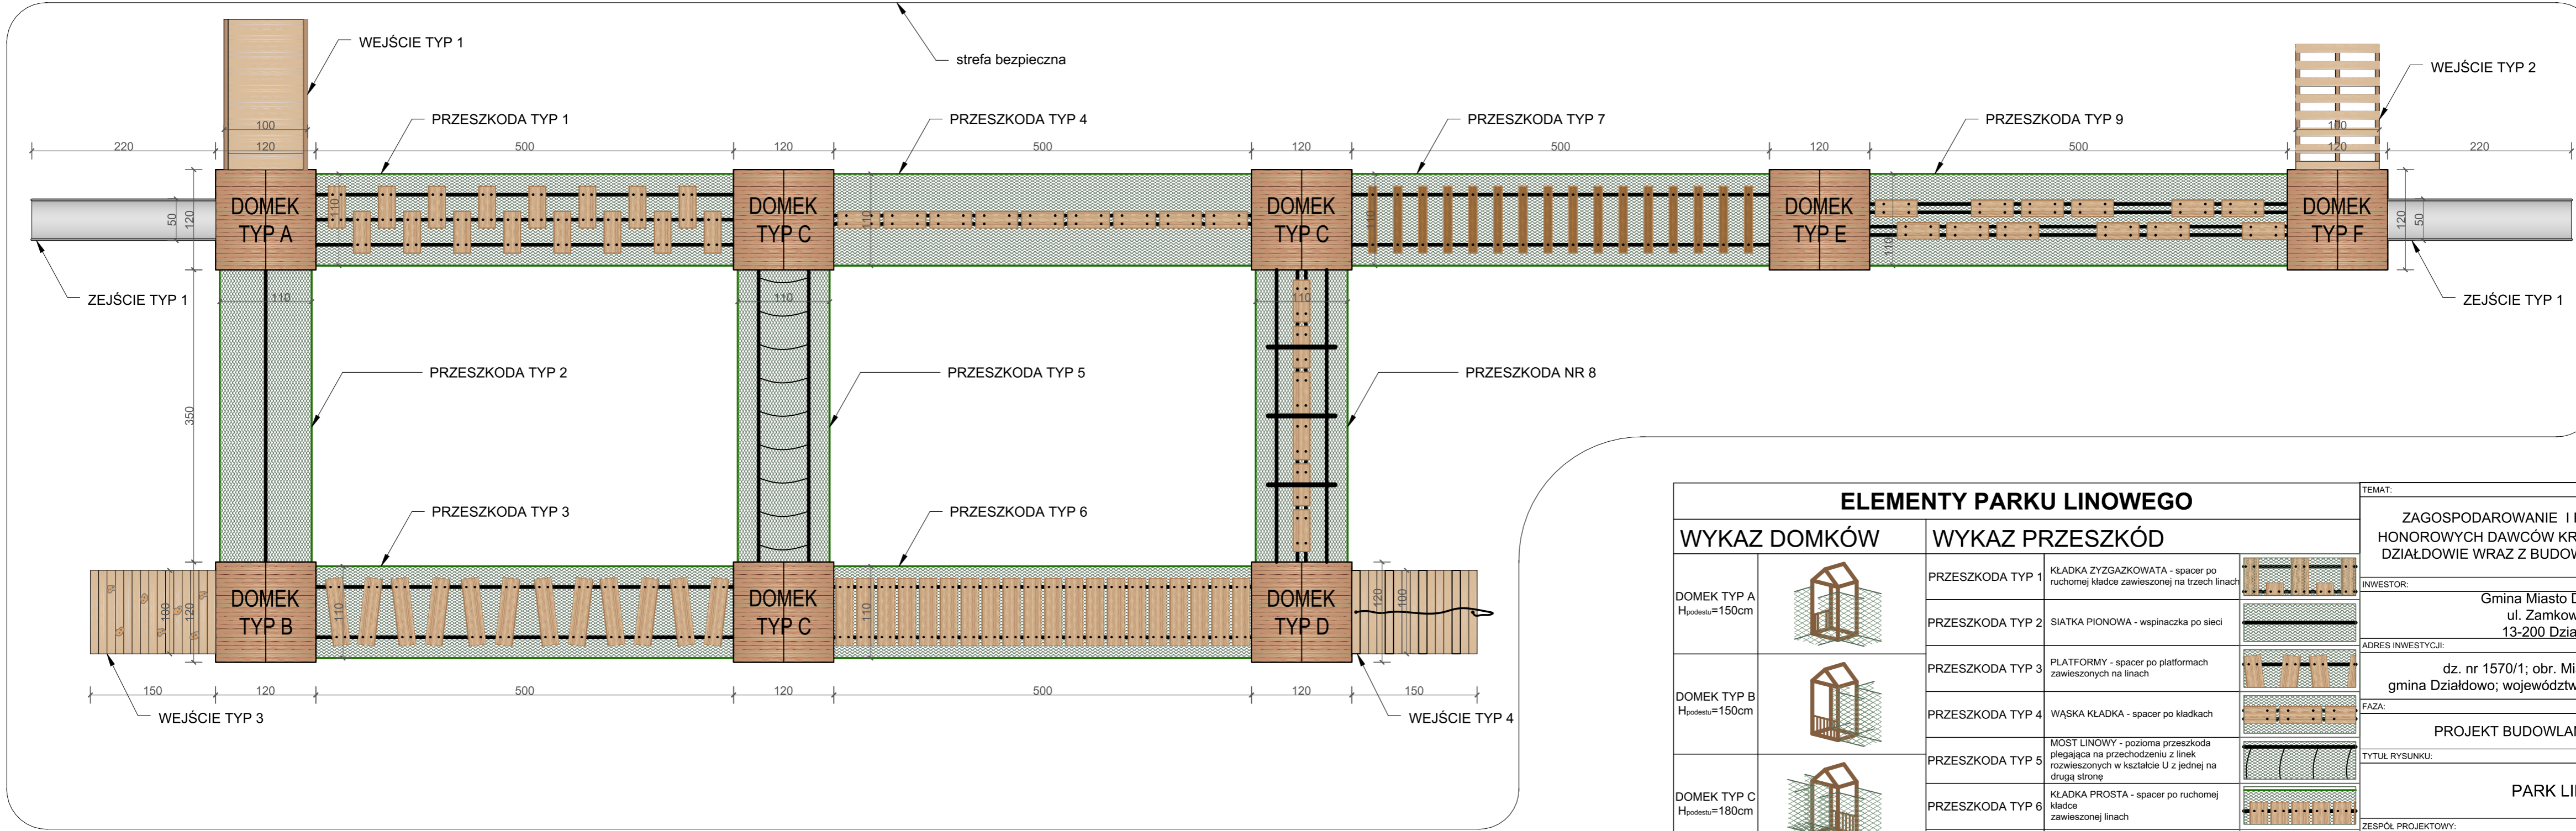 WEJŚCIE TYP 1
strefa bezpieczna
WEJŚCIE TYP 2
PRZESZKODA TYP 1
PRZESZKODA TYP 4
PRZESZKODA TYP 7
PRZESZKODA TYP 9
100
100
220
120
500
120
500
120
500
120
500
120
220
50
120
DOMEK
TYP A
110
DOMEK
TYP C
110
DOMEK
TYP C
110
DOMEK
TYP E
110
DOMEK
TYP F
120
50
ZEJŚCIE TYP 1
110
110
110
ZEJŚCIE TYP 1
350
PRZESZKODA TYP 2
PRZESZKODA TYP 5
PRZESZKODA NR 8
PRZESZKODA TYP 3
PRZESZKODA TYP 6
100
120
DOMEK
TYP B
110
DOMEK
TYP C
110
DOMEK
TYP D
120
100
150
120
500
120
500
120
150
WEJŚCIE TYP 3
WEJŚCIE TYP 4
ELEMENTY PARKU LINOWEGO
WYKAZ DOMKÓW
WYKAZ PRZESZKÓD
DOMEK TYP A
Hpodestu=150cm
DOMEK TYP B
Hpodestu=150cm
DOMEK TYP C
Hpodestu=180cm
PRZESZKODA TYP 1
KŁADKA ZYZGAZKOWATA - spacer po
ruchomej kładce zawieszonej na trzech linach
PRZESZKODA TYP 2
SIATKA PIONOWA - wspinaczka po sieci
PRZESZKODA TYP 3
PLATFORMY - spacer po platformach
zawieszonych na linach
PRZESZKODA TYP 4
WĄSKA KŁADKA - spacer po kładkach
PRZESZKODA TYP 5
MOST LINOWY - pozioma przeszkoda
plegająca na przechodzeniu z linek
rozwieszonych w kształcie U z jednej na
drugą stronę
PRZESZKODA TYP 6
KŁADKA PROSTA - spacer po ruchomej
kładce
zawieszonej linach
TEMAT:
ZAGOSPODAROWANIE I
HONOROWYCH DAWCÓW KR
DZIAŁDOWIE WRAZ Z BUDOW
INWESTOR:
Gmina Miasto D
ul. Zamkow
13-200 Dzia
ADRES INWESTYCJI:
dz. nr 1570/1; obr. Mi
gmina Działdowo; województw
FAZA:
PROJEKT BUDOWLA
TYTUŁ RYSUNKU:
PARK LI
ZESPÓŁ PROJEKTOWY: